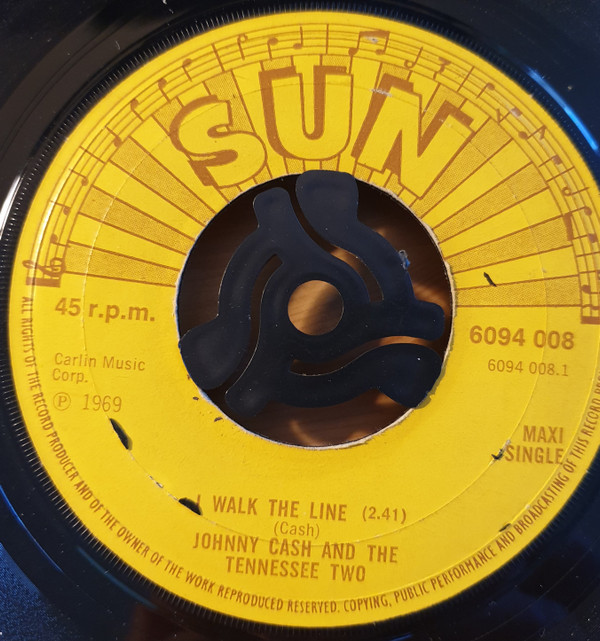 SUN
45 r.p.m.
6094 008
6094 008.1
Carlin Music
Corp.
Ⓟ 1969
MAXI
SINGLE
I WALK THE LINE (2.41)
(Cash)
JOHNNY CASH AND THE
TENNESSEE TWO
ALL RIGHTS OF THE RECORD PRODUCER AND OF THE OWNER OF THE WORK REPRODUCED RESERVED. COPYING, PUBLIC PERFORMANCE AND BROADCASTING OF THIS RECORD